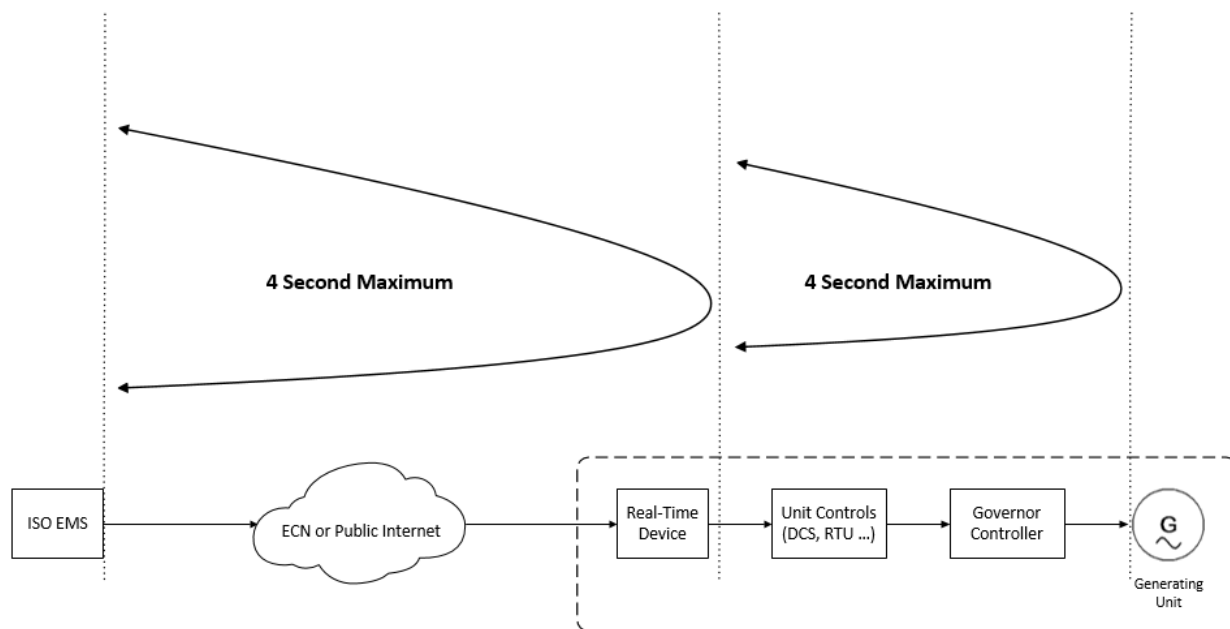 4 Second Maximum
4 Second Maximum
ISO EMS
ECN or Public Internet
Real-Time
Device
Unit Controls
(DCS, RTU ...)
Governor
Controller
G
Generating
Unit